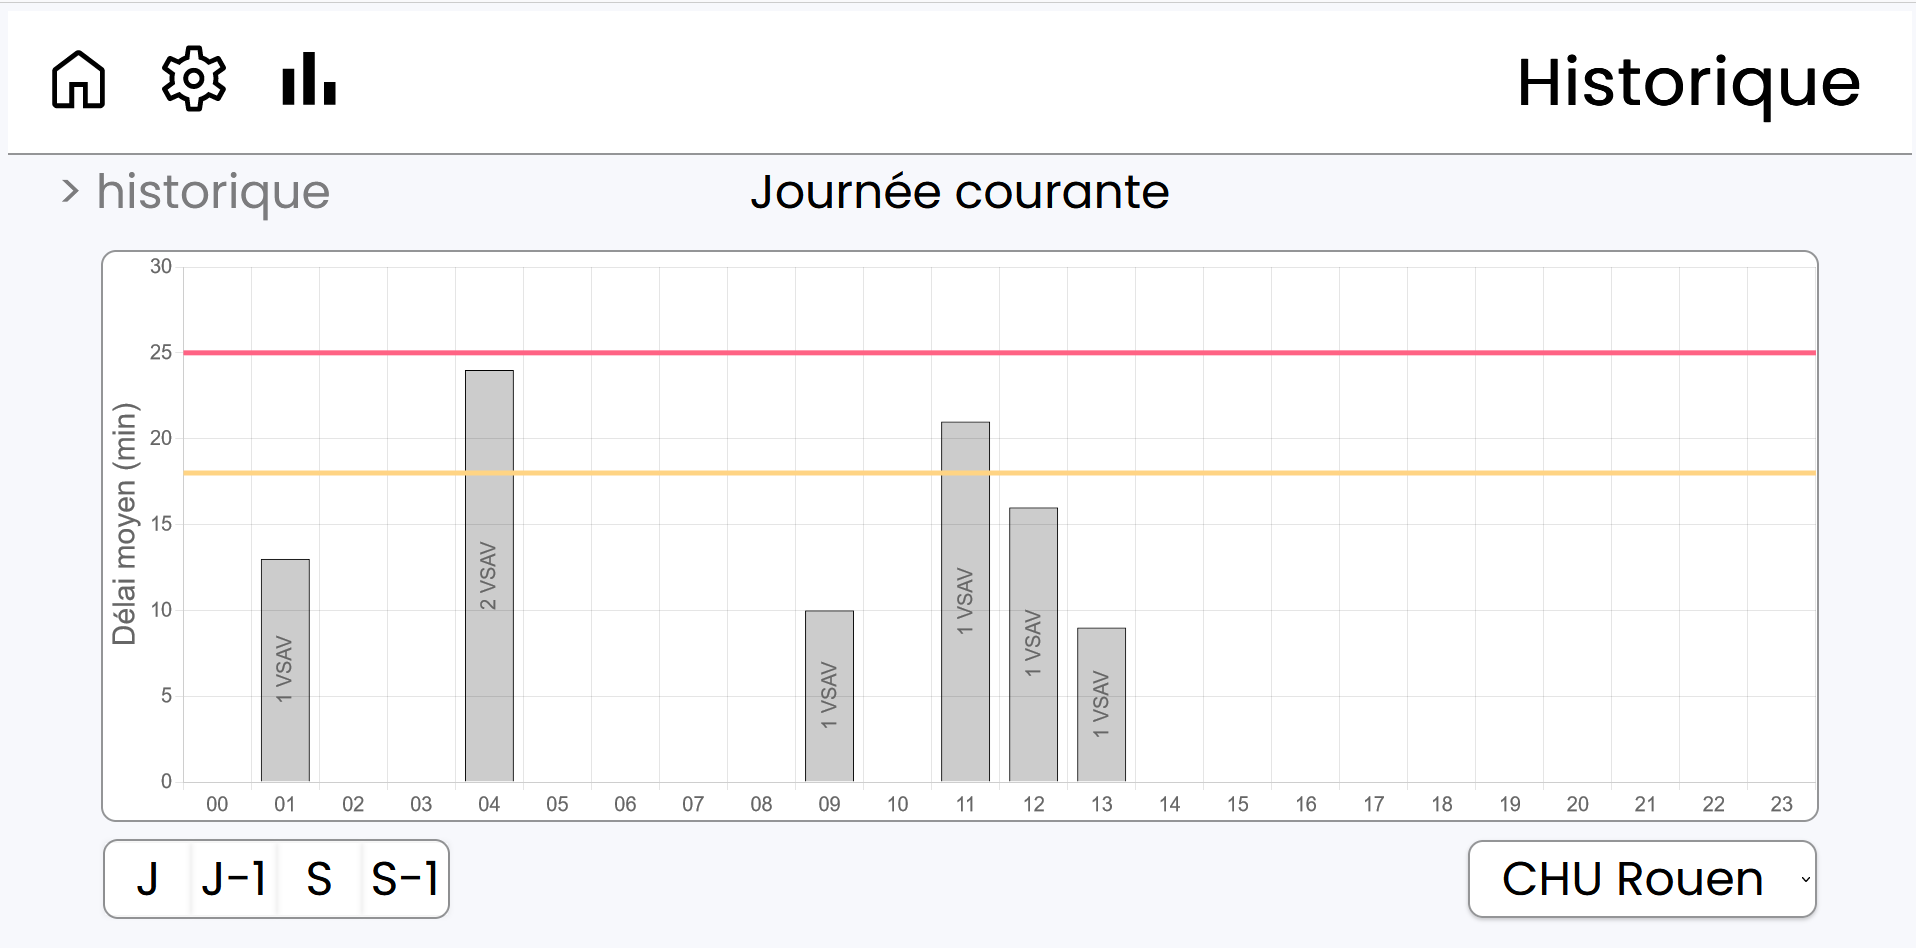 Historique
> historique
Journée courante
Délai moyen (min)
30
25
20
15
10
5
0
1 VSAV
2 VSAV
1 VSAV
1 VSAV
1 VSAV
1 VSAV
00 01 02 03 04 05 06 07 08 09 10 11 12 13 14 15 16 17 18 19 20 21 22 23
J J-1 S S-1
CHU Rouen